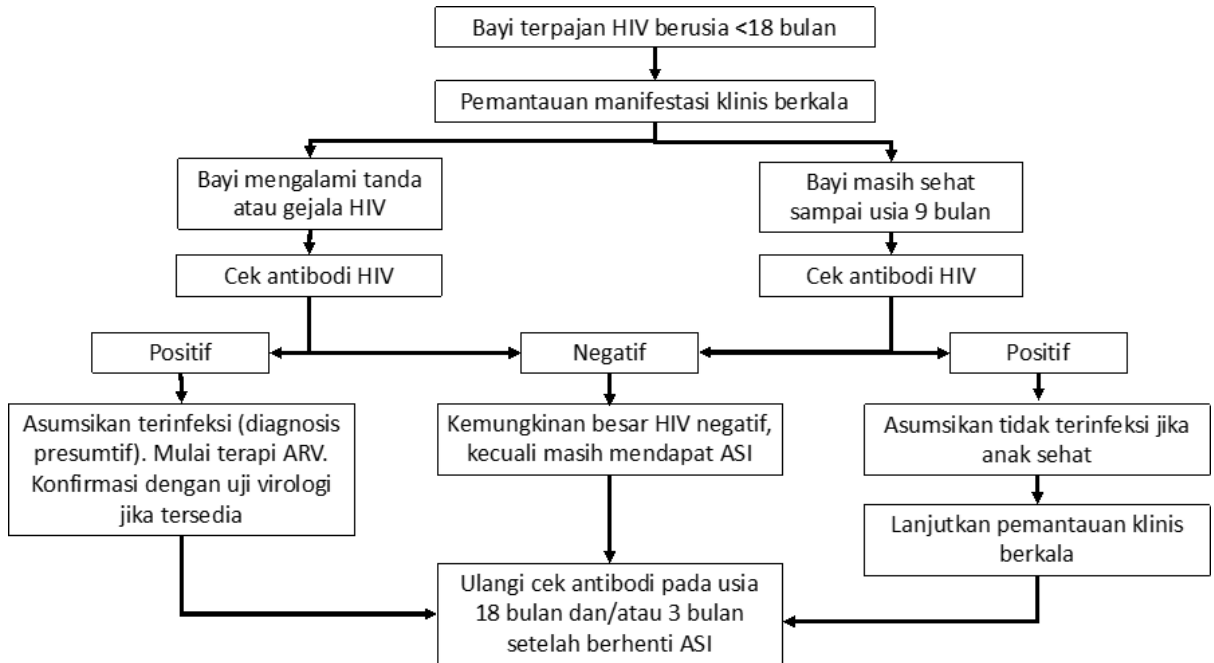 Bayi terpajan HIV berusia <18 bulan
Pemantauan manifestasi klinis berkala
Bayi mengalami tanda
atau gejala HIV
Bayi masih sehat
sampai usia 9 bulan
Cek antibodi HIV
Cek antibodi HIV
Positif
Negatif
Positif
Asumsikan terinfeksi (diagnosis
presumtif). Mulai terapi ARV.
Konfirmasi dengan uji virologi
jika tersedia
Kemungkinan besar HIV negatif,
kecuali masih mendapat ASI
Asumsikan tidak terinfeksi jika
anak sehat
Lanjutkan pemantauan klinis
berkala
Ulangi cek antibodi pada usia
18 bulan dan/atau 3 bulan
setelah berhenti ASI